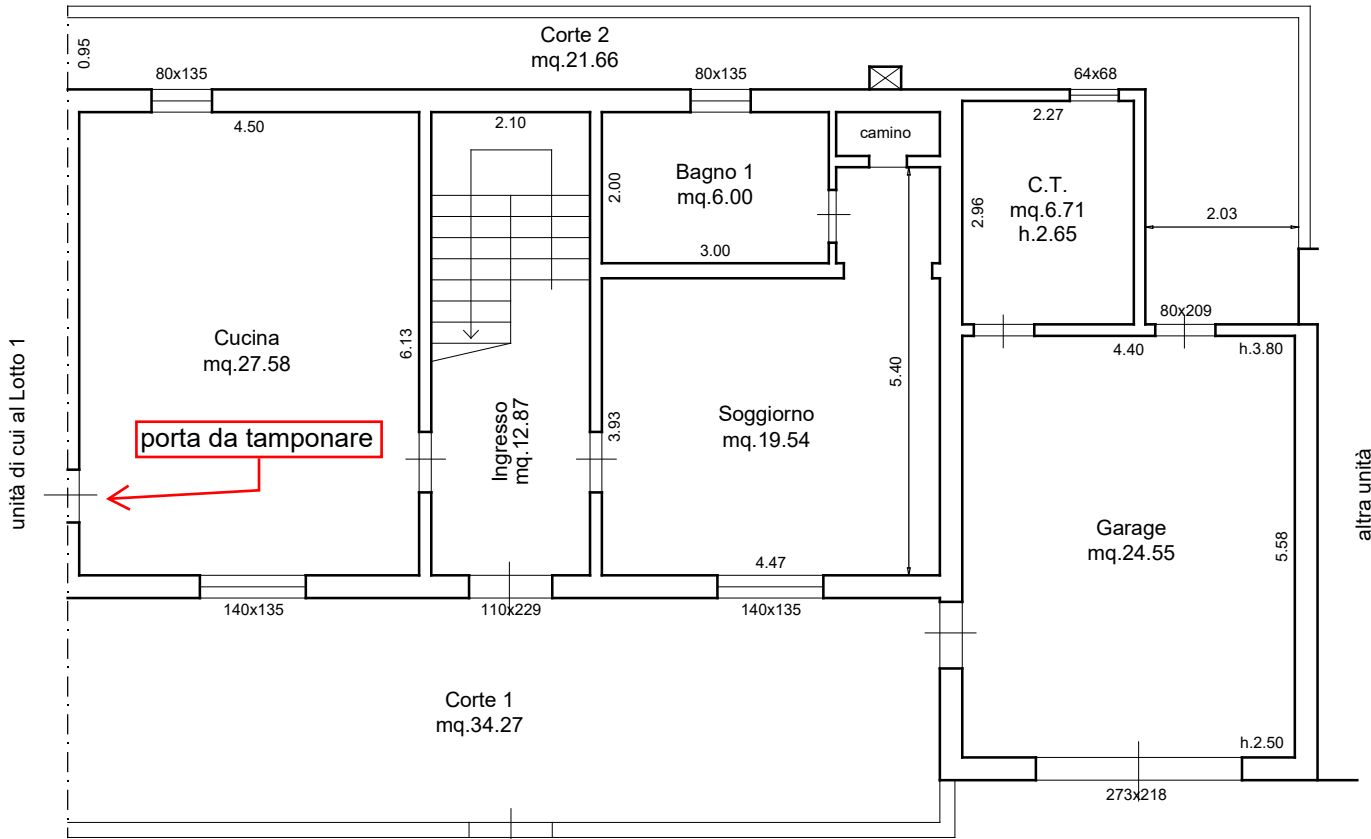 Corte 2
mq.21.66
0.95
80x135
80x135
64x68
4.50
2.10
camino
2.27
Bagno 1
mq.6.00
2.00
3.00
C.T.
mq.6.71
h.2.65
2.96
2.03
80x209
Cucina
mq.27.58
6.13
4.40
h.3.80
unità di cui al Lotto 1
porta da tamponare
Ingresso
mq.12.87
3.93
Soggiorno
mq.19.54
5.40
altra unità
Garage
mq.24.55
5.58
4.47
140x135
110x229
140x135
Corte 1
mq.34.27
h.2.50
273x218